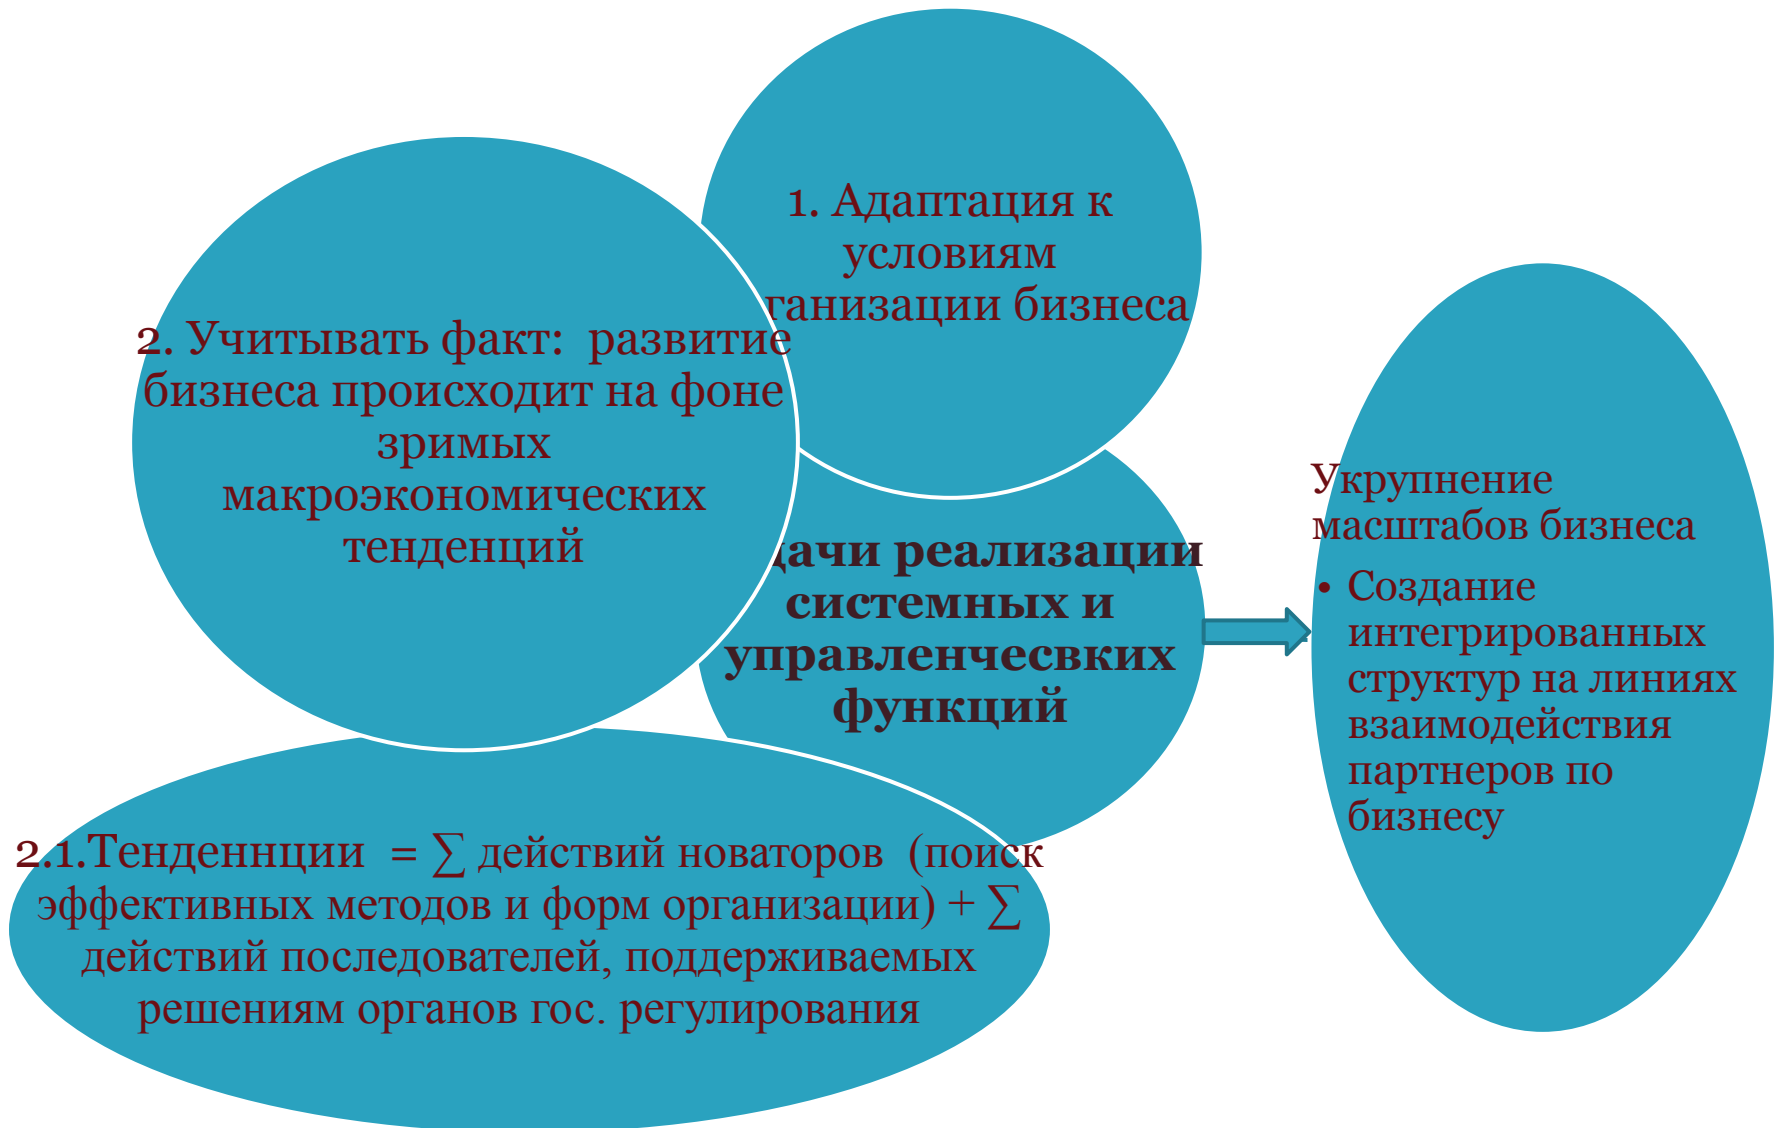 1. Адаптация к
условиям
ганизации бизнеса
2. Учитывать факт: развитие
бизнеса происходит на фоне
зримых
макроэкономических
тенденций
дачи реализации
системных и
управленчесвких
функций
2.1.Тенденнции = ∑ действий новаторов (поиск
эффективных методов и форм организации) + ∑
действий последователей, поддерживаемых
решениям органов гос. регулирования
Укрупнение
масштабов бизнеса
• Создание
интегрированных
структур на линиях
взаимодействия
партнеров по
бизнесу